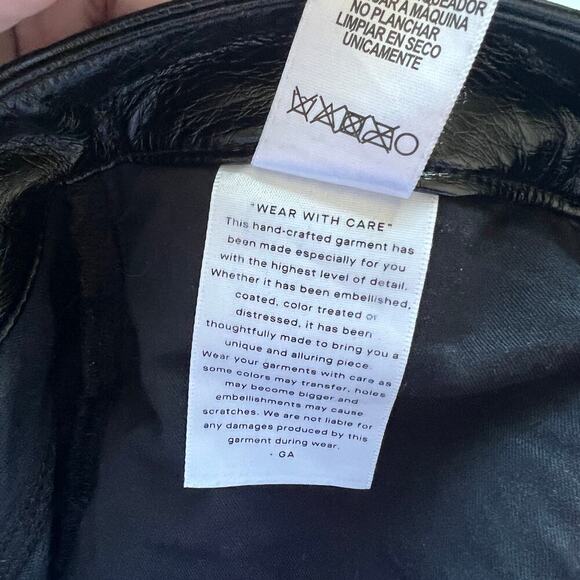 NO PLANCHAR
LIMPIAR EN SECO
UNICAMENTE
"WEAR WITH CARE"
This hand-crafted garment has
been made especially for you
with the highest level of detail.
Whether it has been embellished,
coated, color treated or
distressed, it has been
thoughtfully made to bring you a
unique and alluring piece.
Wear your garments with care as
some colors may transfer, holes
may become bigger and
embellishments may cause
scratches. We are not liable for
any damages produced by this
garment during wear.
- GA